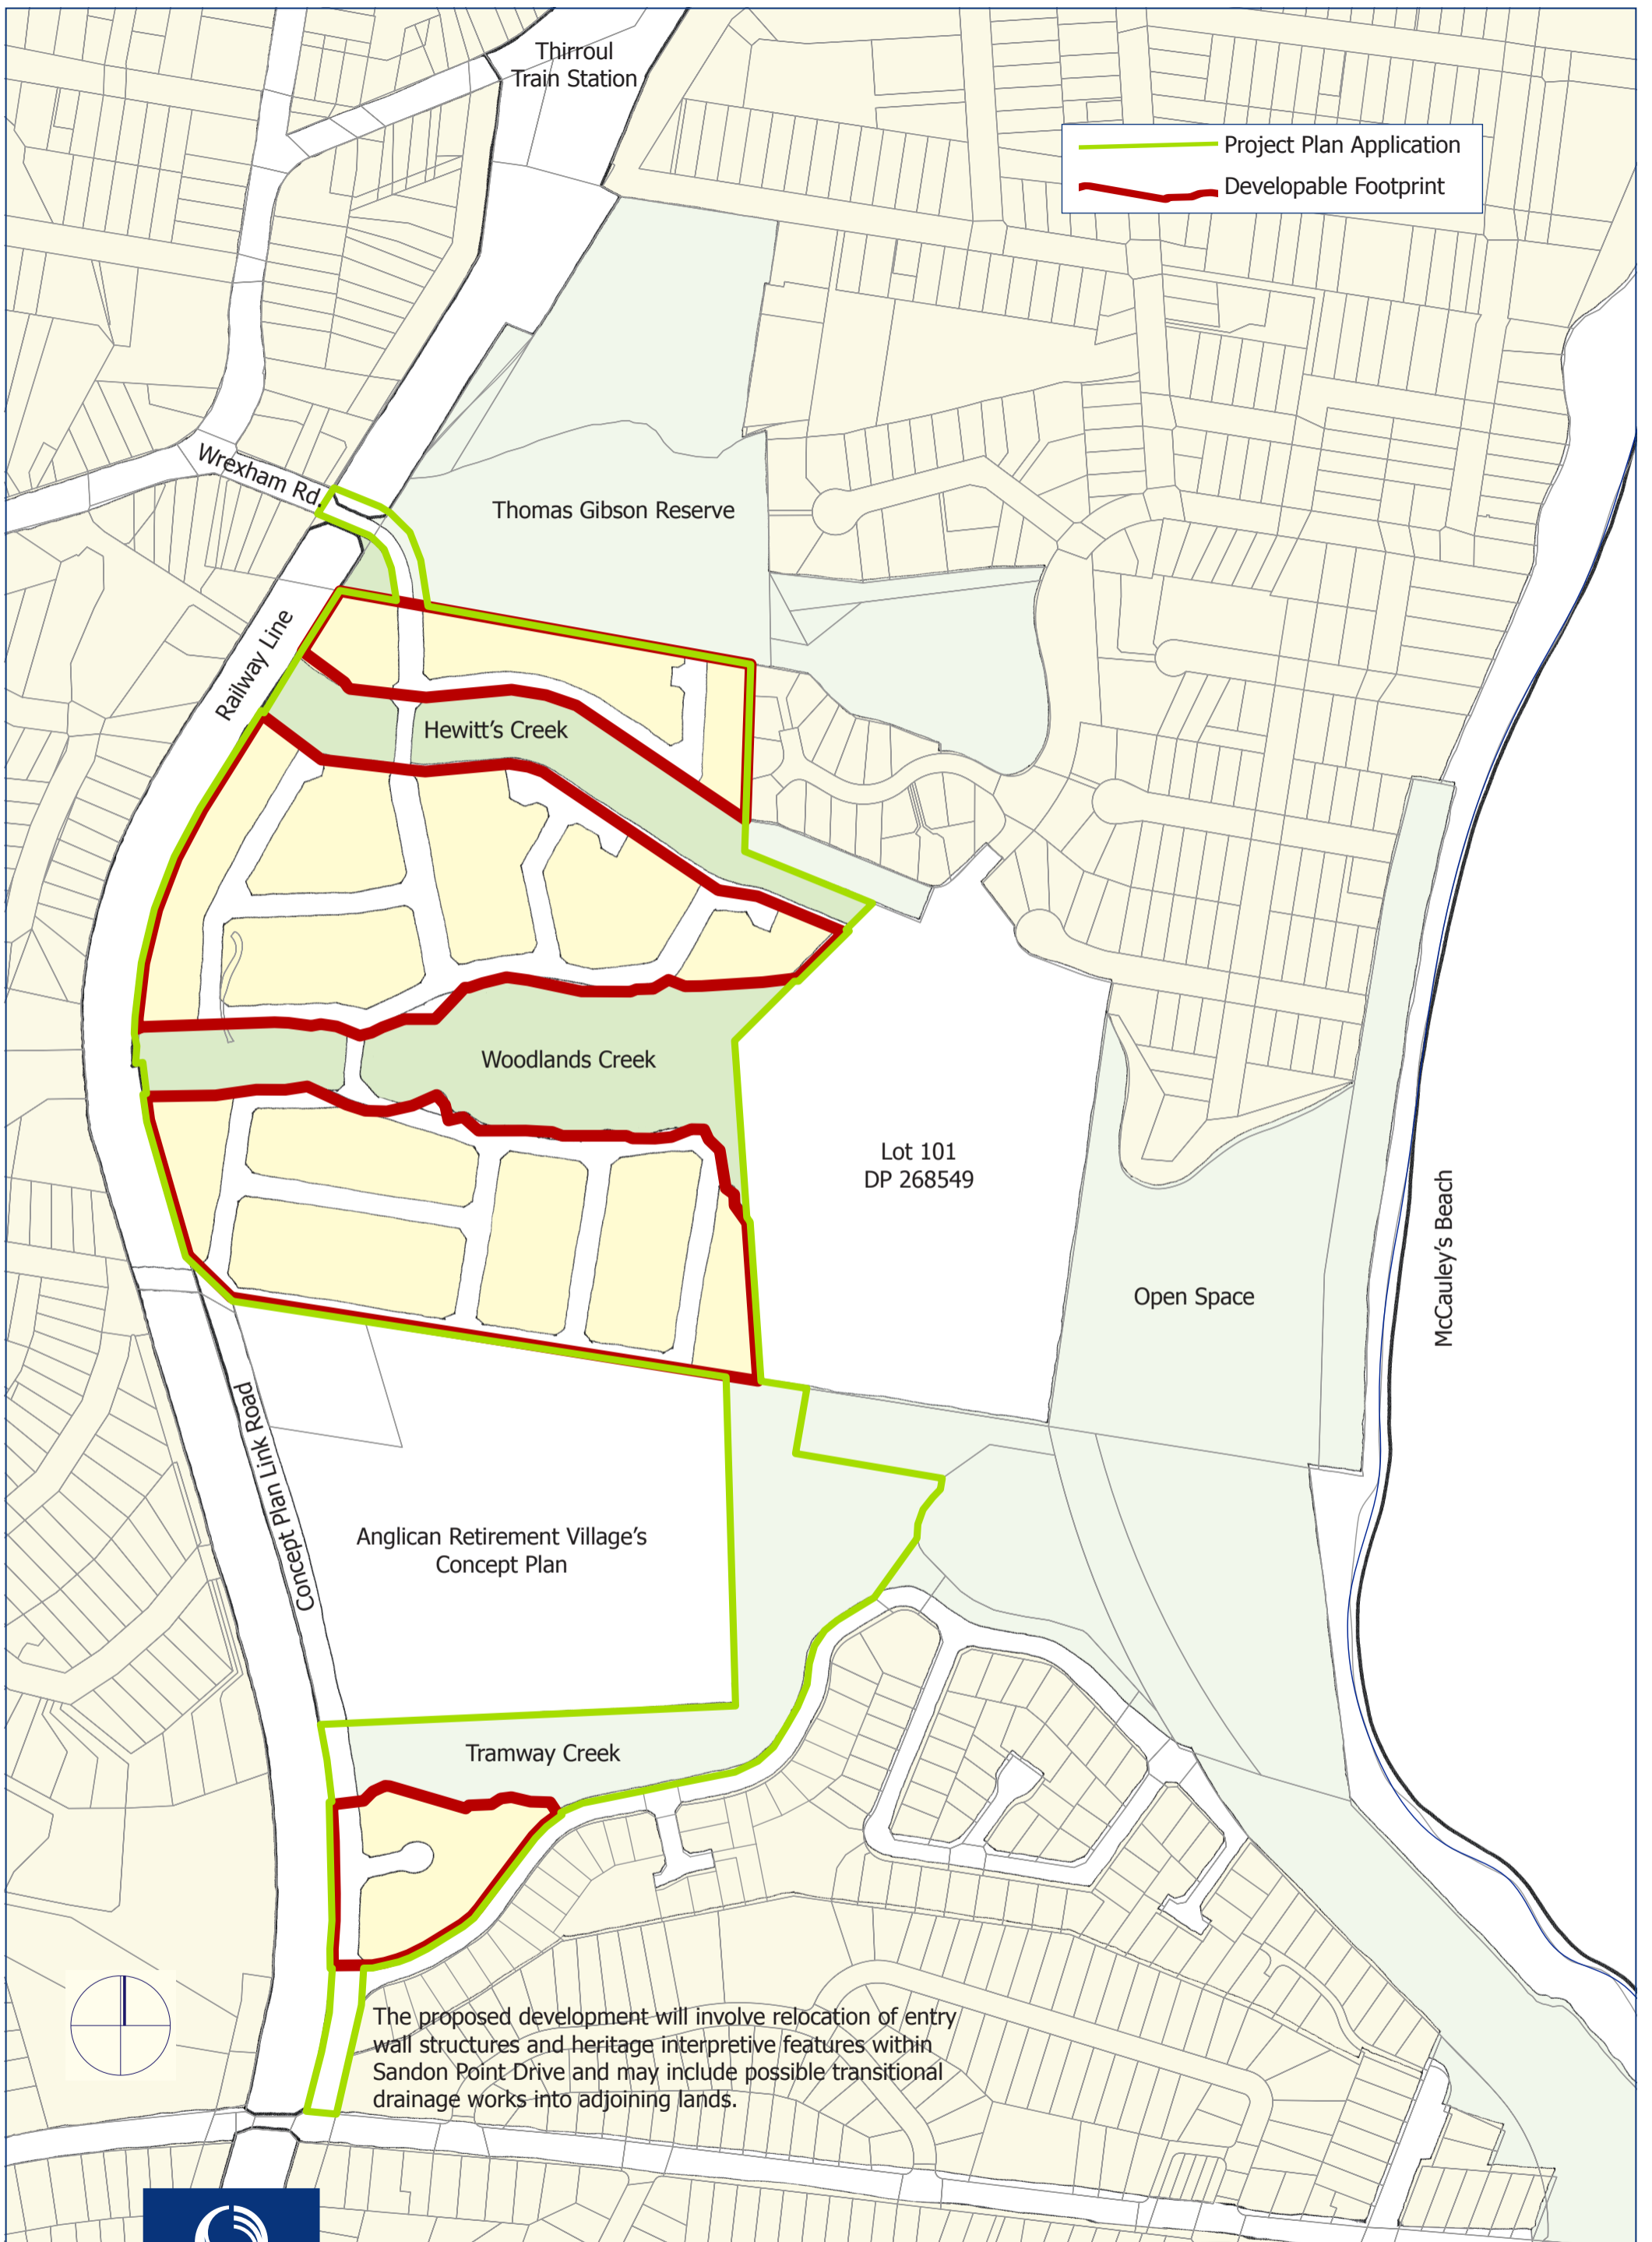 Thirroul
Train Station
Project Plan Application
Developable Footprint
Wrexham Rd.
Thomas Gibson Reserve
Railway Line
Hewitt's Creek
Woodlands Creek
Lot 101
DP 268549
McCauley's Beach
Open Space
Concept Plan Link Road
Anglican Retirement Village's
Concept Plan
Tramway Creek
The proposed development will involve relocation of entry
wall structures and heritage interpretive features within
Sandon Point Drive and may include possible transitional
drainage works into adjoining lands.